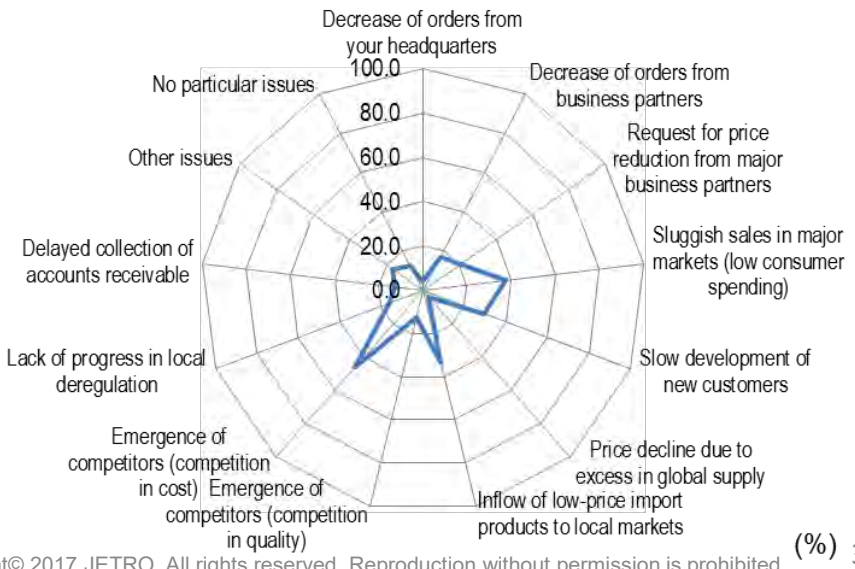 Decrease of orders from
your headquarters
100.0
80.0
60.0
40.0
20.0
0.0
Decrease of orders from
business partners
Request for price
reduction from major
business partners
Sluggish sales in major
markets (low consumer
spending)
Slow development of
new customers
Price decline due to
excess in global supply
Inflow of low-price import
products to local markets
Emergence of
competitors (competition
in quality)
Emergence of
competitors (competition
in cost)
Lack of progress in local
deregulation
Delayed collection of
accounts receivable
Other issues
No particular issues
(%)
2017 JETRO. All rights reserved. Reproduction without permission is prohibited